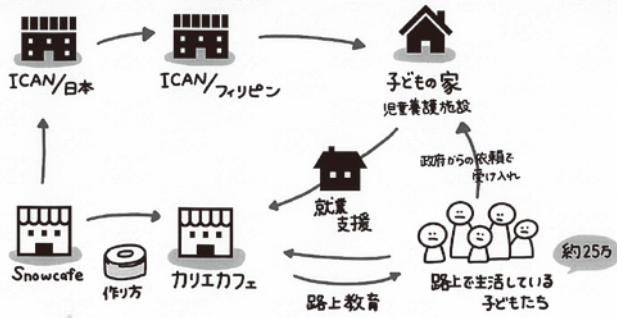 ICAN/日本
ICAN/フィリピン
子どもの家
児童養護施設
政府からの依頼で
受け入れ
就業
支援
Snowcafe
作り方
カリエカフェ
路上教育
約25万
路上で生活している
子どもたち